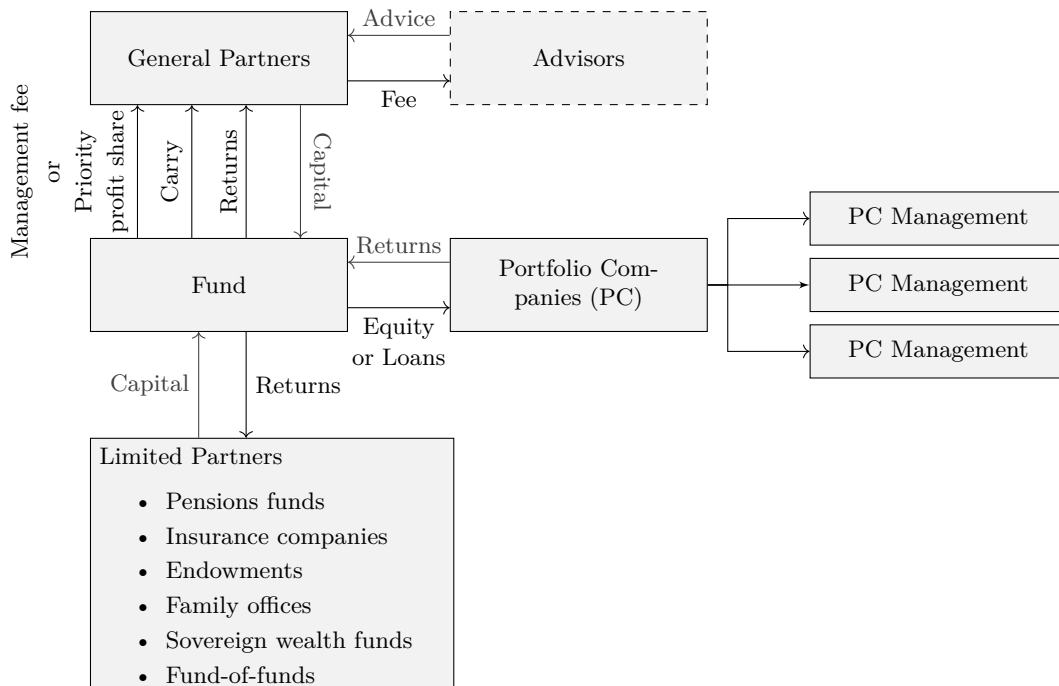 Advice
General Partners
Advisors
Fee
Management fee
or
Priority
profit share
Carry
Returns
Capital
PC Management
Returns
Fund
Portfolio Com-
panies (PC)
PC Management
Equity
or Loans
PC Management
Capital
Returns
Limited Partners
• Pensions funds
• Insurance companies
• Endowments
• Family offices
• Sovereign wealth funds
• Fund-of-funds